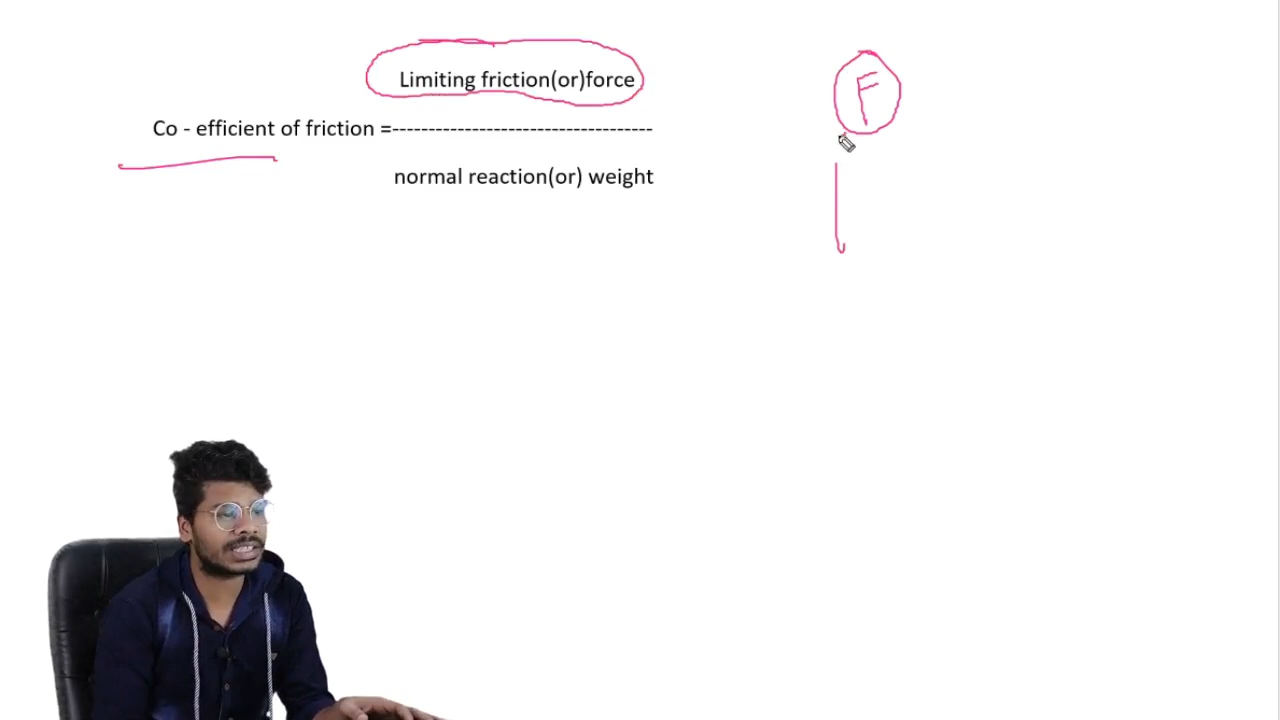 Limiting friction(or)force
Co - efficient of friction =------------------------------------
normal reaction(or) weight
F